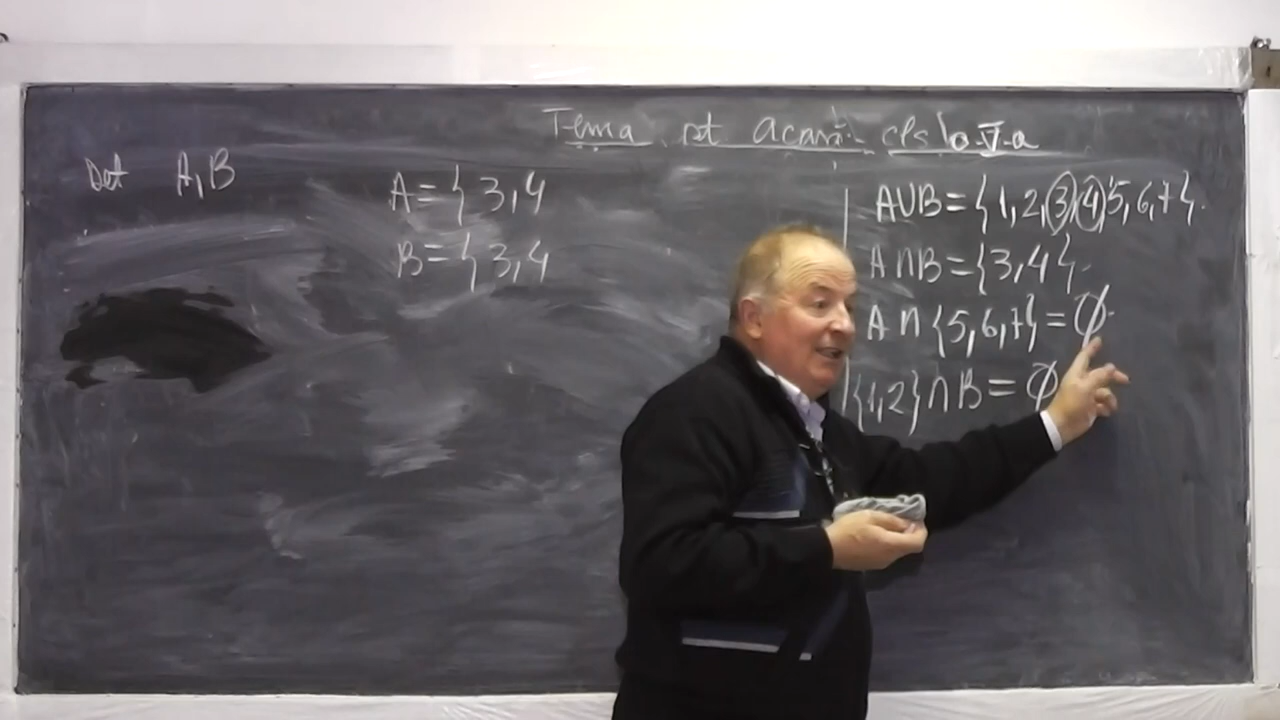 Tema pt acasă cls a V-a
Det A,B
A={3,4
B={3,4
A∪B={1,2,3,4,5,6,7}.
A∩B={3,4}.
A∩{5,6,7}=∅.
{1,2}∩B=∅